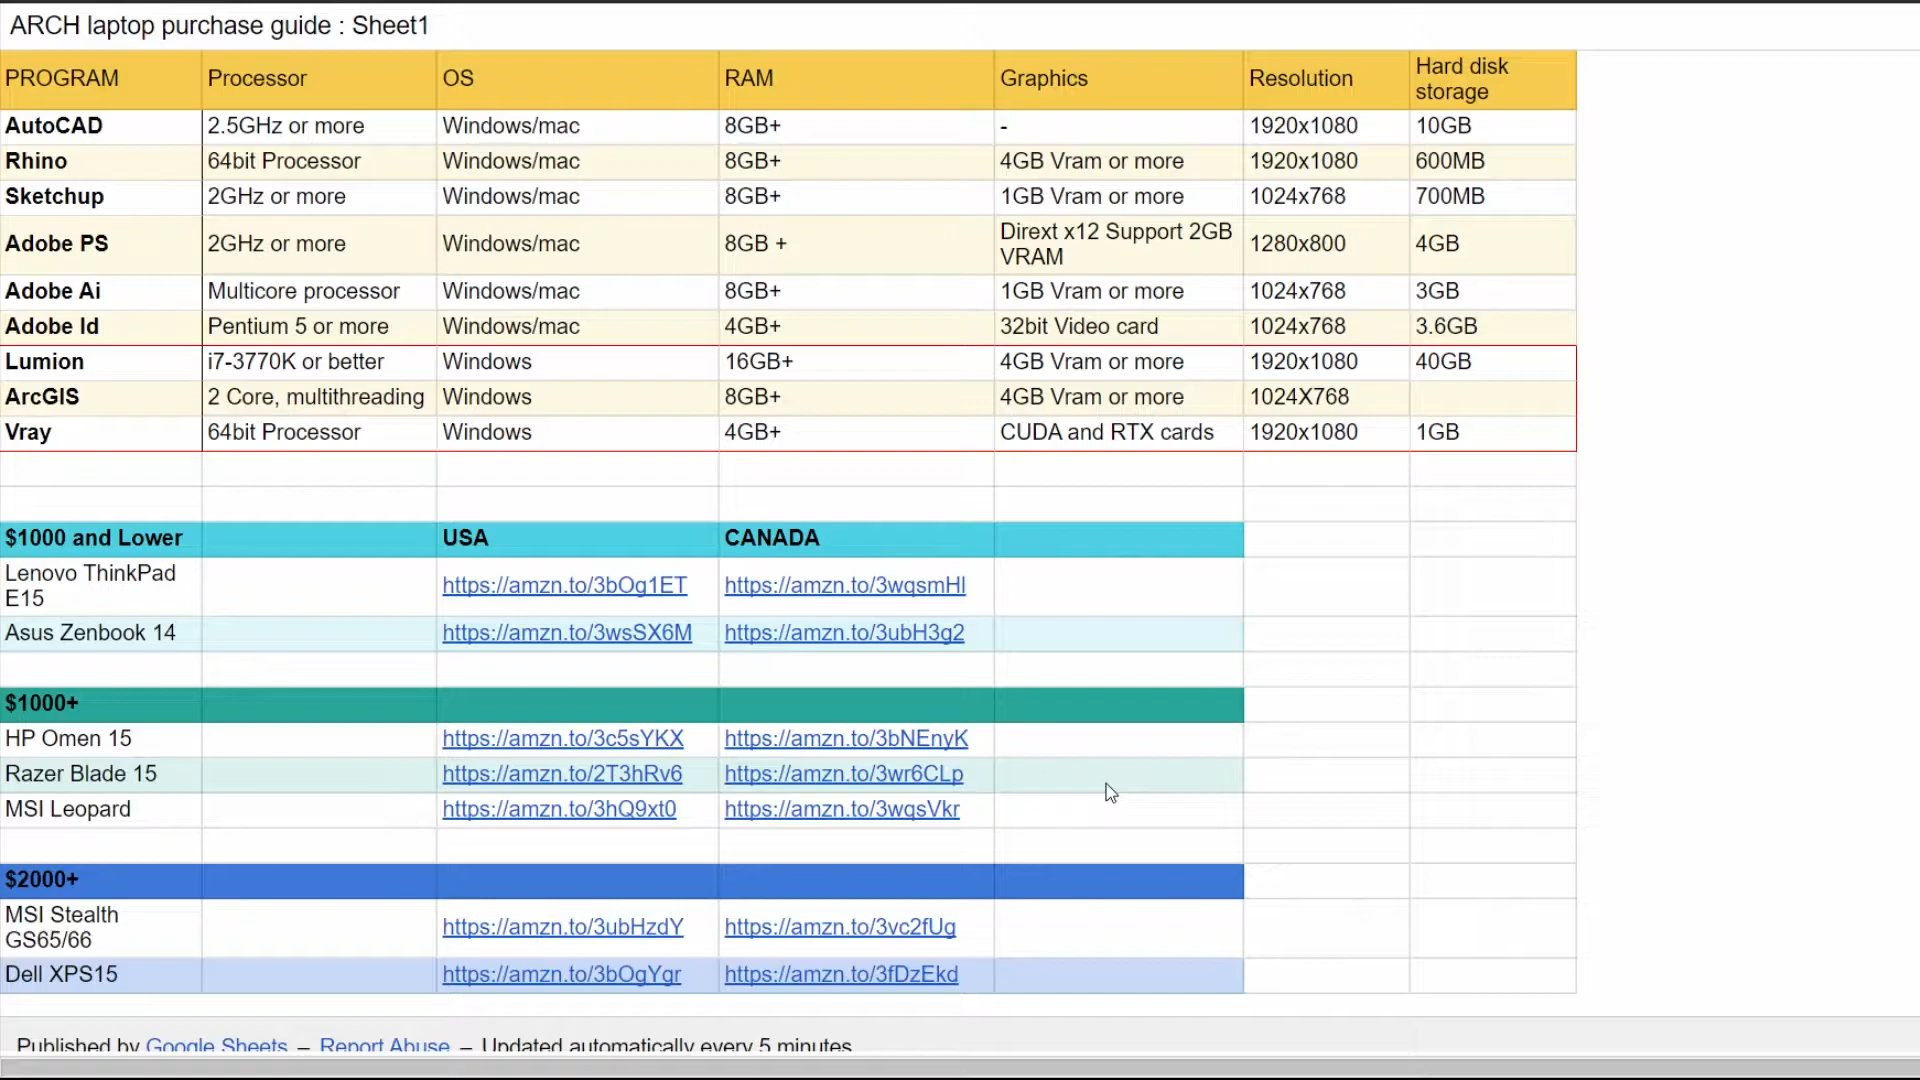 ARCH laptop purchase guide : Sheet1
PROGRAM Processor OS RAM Graphics Resolution Hard disk storage
AutoCAD 2.5GHz or more Windows/mac 8GB+ - 1920x1080 10GB
Rhino 64bit Processor Windows/mac 8GB+ 4GB Vram or more 1920x1080 600MB
Sketchup 2GHz or more Windows/mac 8GB+ 1GB Vram or more 1024x768 700MB
Adobe PS 2GHz or more Windows/mac 8GB + Dirext x12 Support 2GB VRAM 1280x800 4GB
Adobe Ai Multicore processor Windows/mac 8GB+ 1GB Vram or more 1024x768 3GB
Adobe Id Pentium 5 or more Windows/mac 4GB+ 32bit Video card 1024x768 3.6GB
Lumion i7-3770K or better Windows 16GB+ 4GB Vram or more 1920x1080 40GB
ArcGIS 2 Core, multithreading Windows 8GB+ 4GB Vram or more 1024X768
Vray 64bit Processor Windows 4GB+ CUDA and RTX cards 1920x1080 1GB
$1000 and Lower USA CANADA
Lenovo ThinkPad E15 https://amzn.to/3bOg1ET https://amzn.to/3wqsmHl
Asus Zenbook 14 https://amzn.to/3wsSX6M https://amzn.to/3ubH3g2
$1000+
HP Omen 15 https://amzn.to/3c5sYKX https://amzn.to/3bNEnyK
Razer Blade 15 https://amzn.to/2T3hRv6 https://amzn.to/3wr6CLp
MSI Leopard https://amzn.to/3hQ9xt0 https://amzn.to/3wqsVkr
$2000+
MSI Stealth GS65/66 https://amzn.to/3ubHzdY https://amzn.to/3vc2fUg
Dell XPS15 https://amzn.to/3bOgYgr https://amzn.to/3fDzEkd
Published by Google Sheets – Report Abuse – Updated automatically every 5 minutes